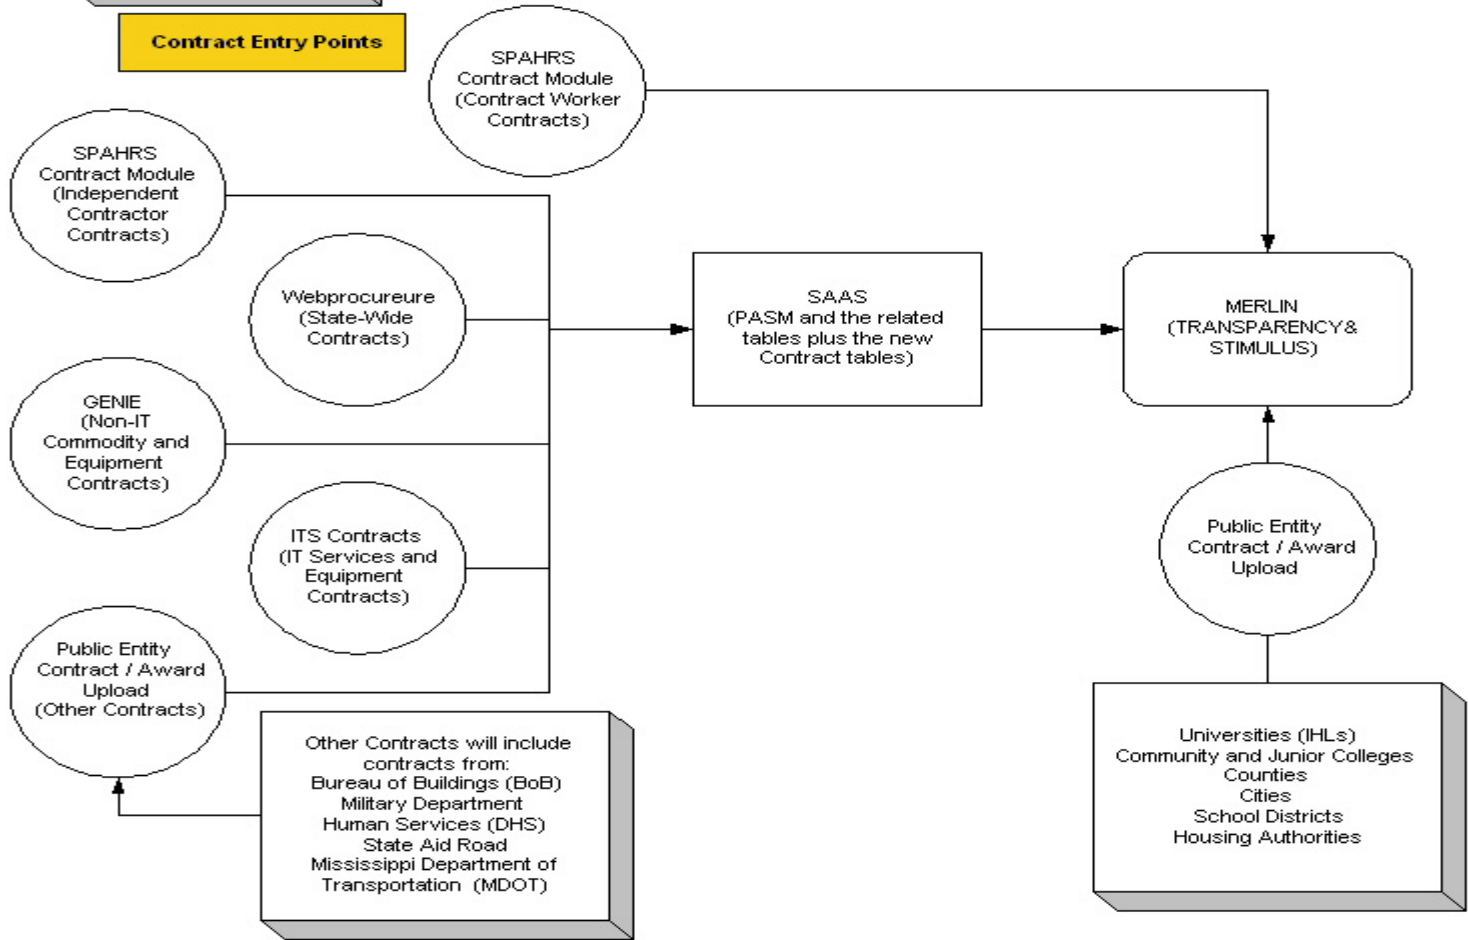 Contract Entry Points
SPAHRS
Contract Module
(Contract Worker
Contracts)
SPAHRS
Contract Module
(Independent
Contractor
Contracts)
Webprocureure
(State-Wide
Contracts)
SAAS
(PASM and the related
tables plus the new
Contract tables)
MERLIN
(TRANSPARENCY&
STIMULUS)
GENIE
(Non-IT
Commodity and
Equipment
Contracts)
ITS Contracts
(IT Services and
Equipment
Contracts)
Public Entity
Contract / Award
Upload
Public Entity
Contract / Award
Upload
(Other Contracts)
Other Contracts will include
contracts from:
Bureau of Buildings (BoB)
Military Department
Human Services (DHS)
State Aid Road
Mississippi Department of
Transportation (MDOT)
Universities (IHLs)
Community and Junior Colleges
Counties
Cities
School Districts
Housing Authorities